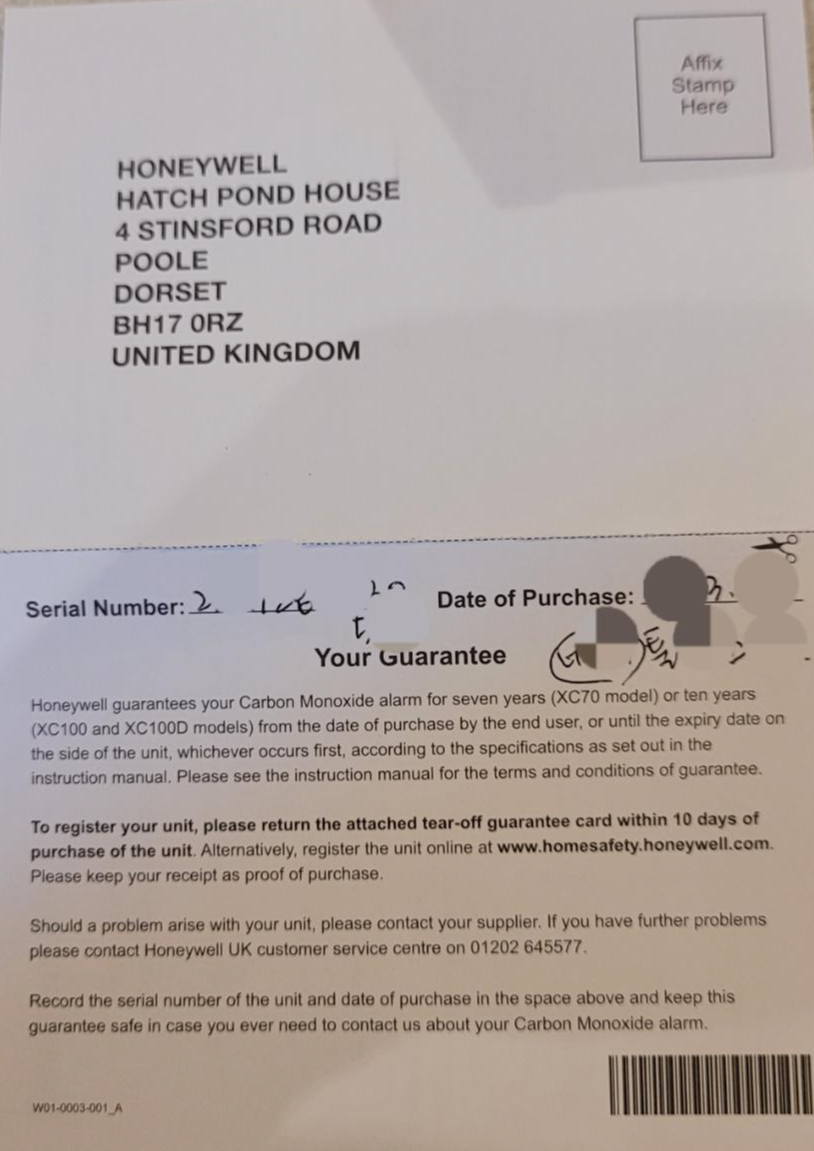 Affix
Stamp
Here
HONEYWELL
HATCH POND HOUSE
4 STINSFORD ROAD
POOLE
DORSET
BH17 0RZ
UNITED KINGDOM
Serial Number: 2.
Date of Purchase:
Your Guarantee
Honeywell guarantees your Carbon Monoxide alarm for seven years (XC70 model) or ten years
(XC100 and XC100D models) from the date of purchase by the end user, or until the expiry date on
the side of the unit, whichever occurs first, according to the specifications as set out in the
instruction manual. Please see the instruction manual for the terms and conditions of guarantee.
To register your unit, please return the attached tear-off guarantee card within 10 days of
purchase of the unit. Alternatively, register the unit online at www.homesafety.honeywell.com.
Please keep your receipt as proof of purchase.
Should a problem arise with your unit, please contact your supplier. If you have further problems
please contact Honeywell UK customer service centre on 01202 645577.
Record the serial number of the unit and date of purchase in the space above and keep this
guarantee safe in case you ever need to contact us about your Carbon Monoxide alarm.
W01-0003-001_A